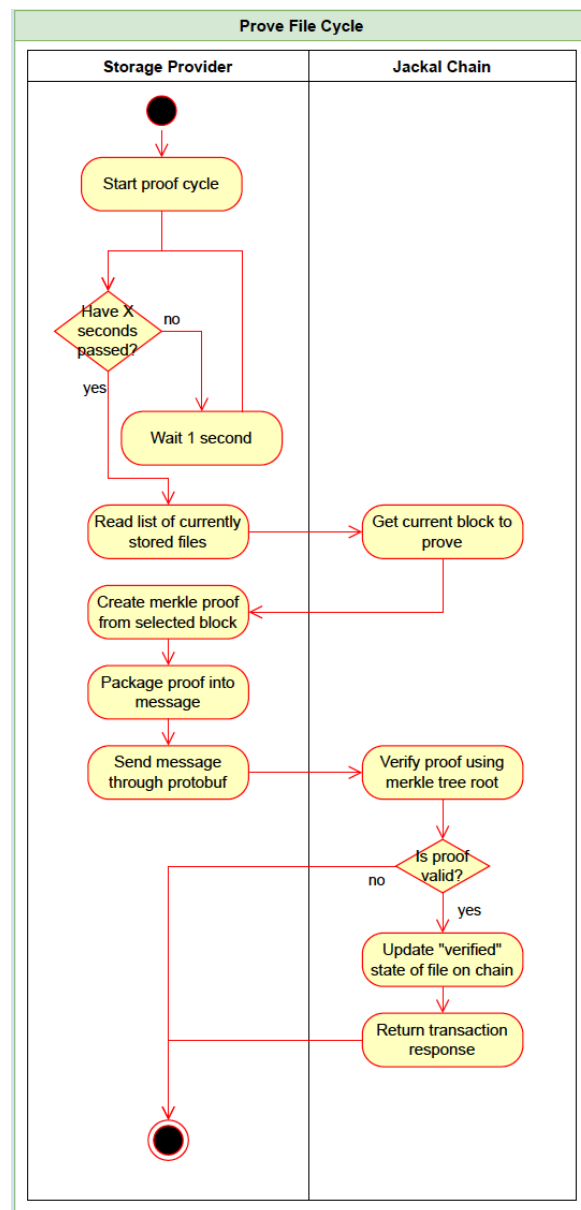 Prove File Cycle
Storage Provider
Jackal Chain
Start proof cycle
Have X
seconds
passed?
no
yes
Wait 1 second
Read list of currently
stored files
Get current block to
prove
Create merkle proof
from selected block
Package proof into
message
Send message
through protobuf
Verify proof using
merkle tree root
Is proof
valid?
no
yes
Update "verified"
state of file on chain
Return transaction
response